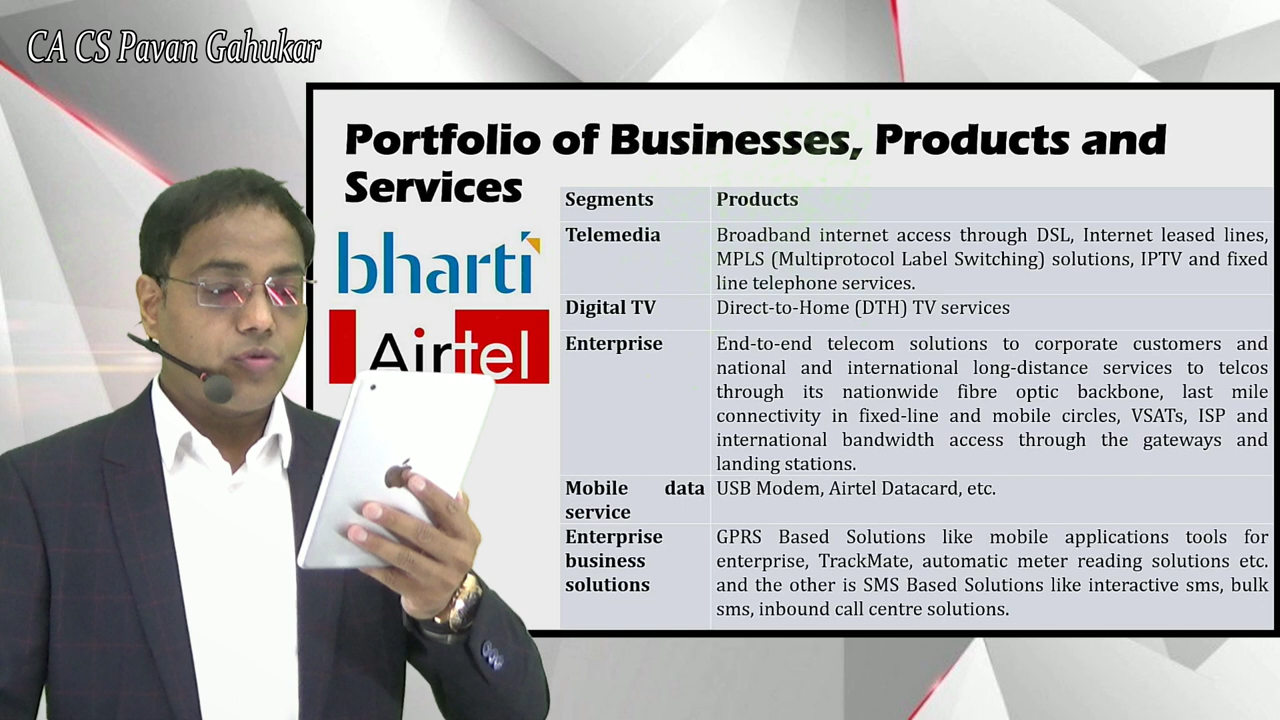 CA CS Pavan Gahukar
Portfolio of Businesses, Products and
Services
bharti
Airtel
Segments Products
Telemedia Broadband internet access through DSL, Internet leased lines,
MPLS (Multiprotocol Label Switching) solutions, IPTV and fixed
line telephone services.
Digital TV Direct-to-Home (DTH) TV services
Enterprise End-to-end telecom solutions to corporate customers and
national and international long-distance services to telcos
through its nationwide fibre optic backbone, last mile
connectivity in fixed-line and mobile circles, VSATs, ISP and
international bandwidth access through the gateways and
landing stations.
Mobile data USB Modem, Airtel Datacard, etc.
service
Enterprise GPRS Based Solutions like mobile applications tools for
business enterprise, TrackMate, automatic meter reading solutions etc.
solutions and the other is SMS Based Solutions like interactive sms, bulk
sms, inbound call centre solutions.